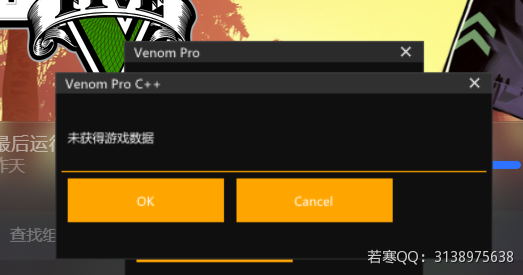 FIVE
Venom Pro
Venom Pro C++
最后运行
未获得游戏数据
昨天
OK
Cancel
查找组
若寒QQ：3138975638